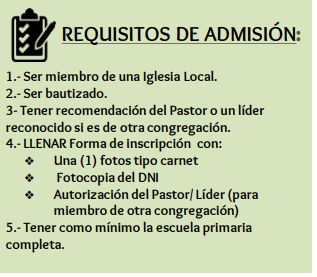 REQUISITOS DE ADMISIÓN:
1.- Ser miembro de una Iglesia Local.
2.- Ser bautizado.
3- Tener recomendación del Pastor o un líder
reconocido si es de otra congregación.
4.- LLENAR Forma de inscripción con:
❖ Una (1) fotos tipo carnet
❖ Fotocopia del DNI
❖ Autorización del Pastor/ Líder (para
miembro de otra congregación)
5.- Tener como mínimo la escuela primaria
completa.